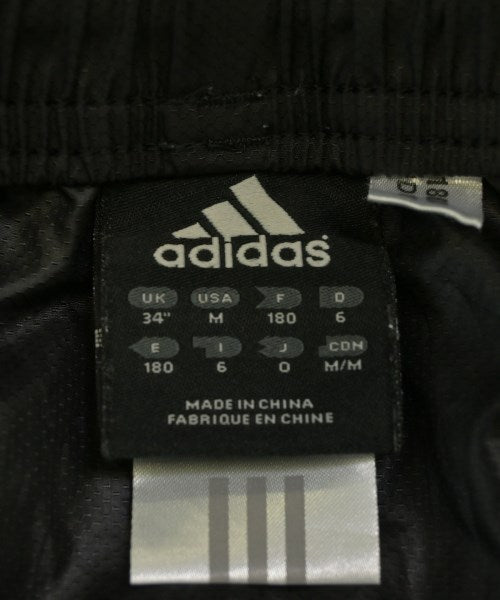 adidas
UK USA F D
34" M 180 6
E I J CDN
180 6 O M/M
MADE IN CHINA
FABRIQUE EN CHINE